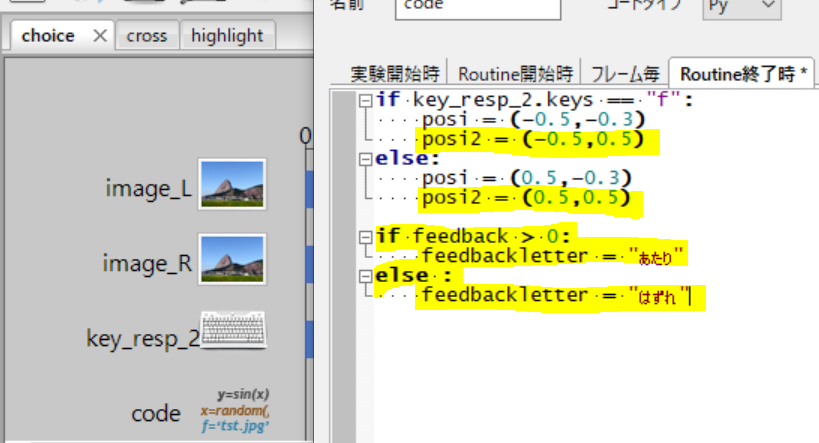 名前
code
コードタイプ
Py
choice
cross
highlight
実験開始時
Routine開始時
フレーム毎
Routine終了時 *
if key_resp_2.keys == "f":
posi = (-0.5,-0.3)
posi2 = (-0.5,0.5)
else:
posi = (0.5,-0.3)
posi2 = (0.5,0.5)
if feedback > 0:
feedbackletter = "あたり"
else :
feedbackletter = "はずれ"
0
image_L
image_R
key_resp_2
code
y=sin(x)
x=random(,
f='tst.jpg'